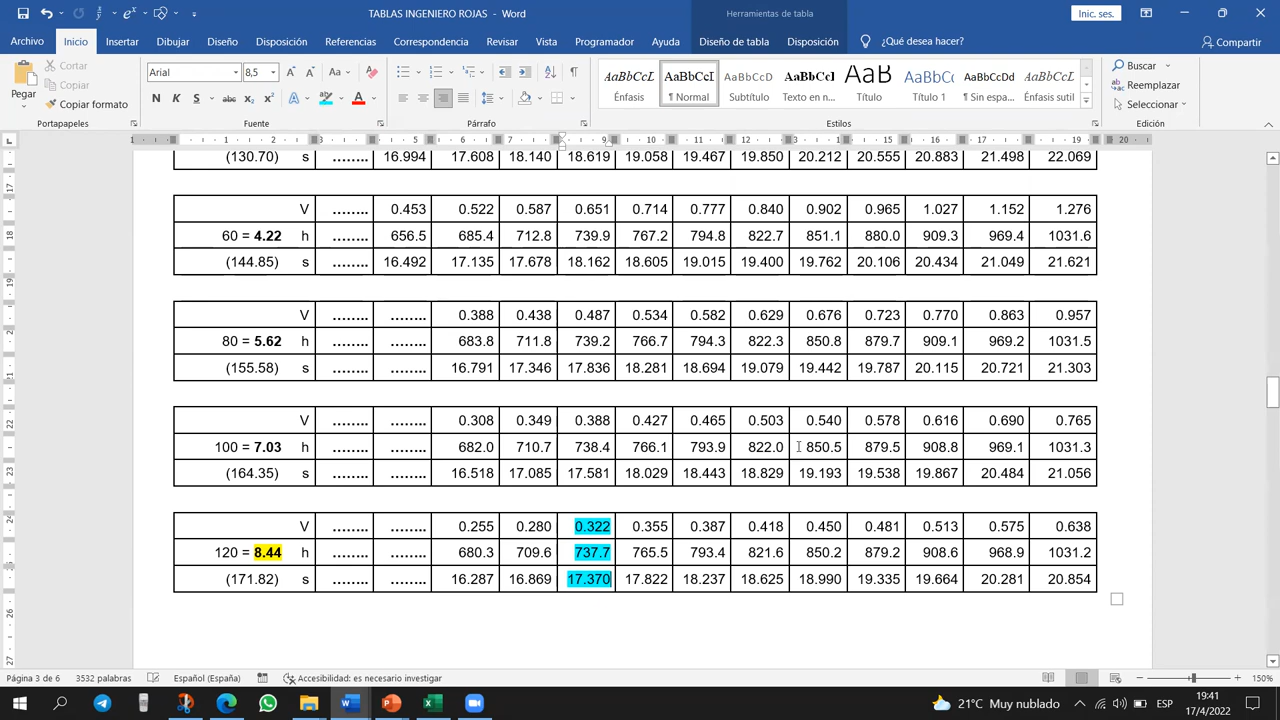 TABLAS INGENIERO ROJAS - Word
Herramientas de tabla
Inic. ses.
Archivo Inicio Insertar Dibujar Diseño Disposición Referencias Correspondencia Revisar Vista Programador Ayuda Diseño de tabla Disposición ¿Qué desea hacer? Compartir
Pegar
Cortar
Copiar
Copiar formato
Portapapeles
Arial 8,5
N K S abc x₂ x²
Fuente
Párrafo
AaBbCcL AaBbCcI AaBbCcD AaBbCcI AaB AaBbC( AaBbCcDd AaBbCcL
Énfasis ¶ Normal Subtítulo Texto en n... Título Título 1 ¶ Sin espa... Énfasis sutil
Estilos
Buscar
Reemplazar
Seleccionar
Edición
(130.70) s ........ 16.994 17.608 18.140 18.619 19.058 19.467 19.850 20.212 20.555 20.883 21.498 22.069
V ........ 0.453 0.522 0.587 0.651 0.714 0.777 0.840 0.902 0.965 1.027 1.152 1.276
60 = 4.22 h ........ 656.5 685.4 712.8 739.9 767.2 794.8 822.7 851.1 880.0 909.3 969.4 1031.6
(144.85) s ........ 16.492 17.135 17.678 18.162 18.605 19.015 19.400 19.762 20.106 20.434 21.049 21.621
V ........ ........ 0.388 0.438 0.487 0.534 0.582 0.629 0.676 0.723 0.770 0.863 0.957
80 = 5.62 h ........ ........ 683.8 711.8 739.2 766.7 794.3 822.3 850.8 879.7 909.1 969.2 1031.5
(155.58) s ........ ........ 16.791 17.346 17.836 18.281 18.694 19.079 19.442 19.787 20.115 20.721 21.303
V ........ ........ 0.308 0.349 0.388 0.427 0.465 0.503 0.540 0.578 0.616 0.690 0.765
100 = 7.03 h ........ ........ 682.0 710.7 738.4 766.1 793.9 822.0 850.5 879.5 908.8 969.1 1031.3
(164.35) s ........ ........ 16.518 17.085 17.581 18.029 18.443 18.829 19.193 19.538 19.867 20.484 21.056
V ........ ........ 0.255 0.280 0.322 0.355 0.387 0.418 0.450 0.481 0.513 0.575 0.638
120 = 8.44 h ........ ........ 680.3 709.6 737.7 765.5 793.4 821.6 850.2 879.2 908.6 968.9 1031.2
(171.82) s ........ ........ 16.287 16.869 17.370 17.822 18.237 18.625 18.990 19.335 19.664 20.281 20.854
Página 3 de 6 3532 palabras Español (España) Accesibilidad: es necesario investigar 150%
21°C Muy nublado ESP 19:41
17/4/2022